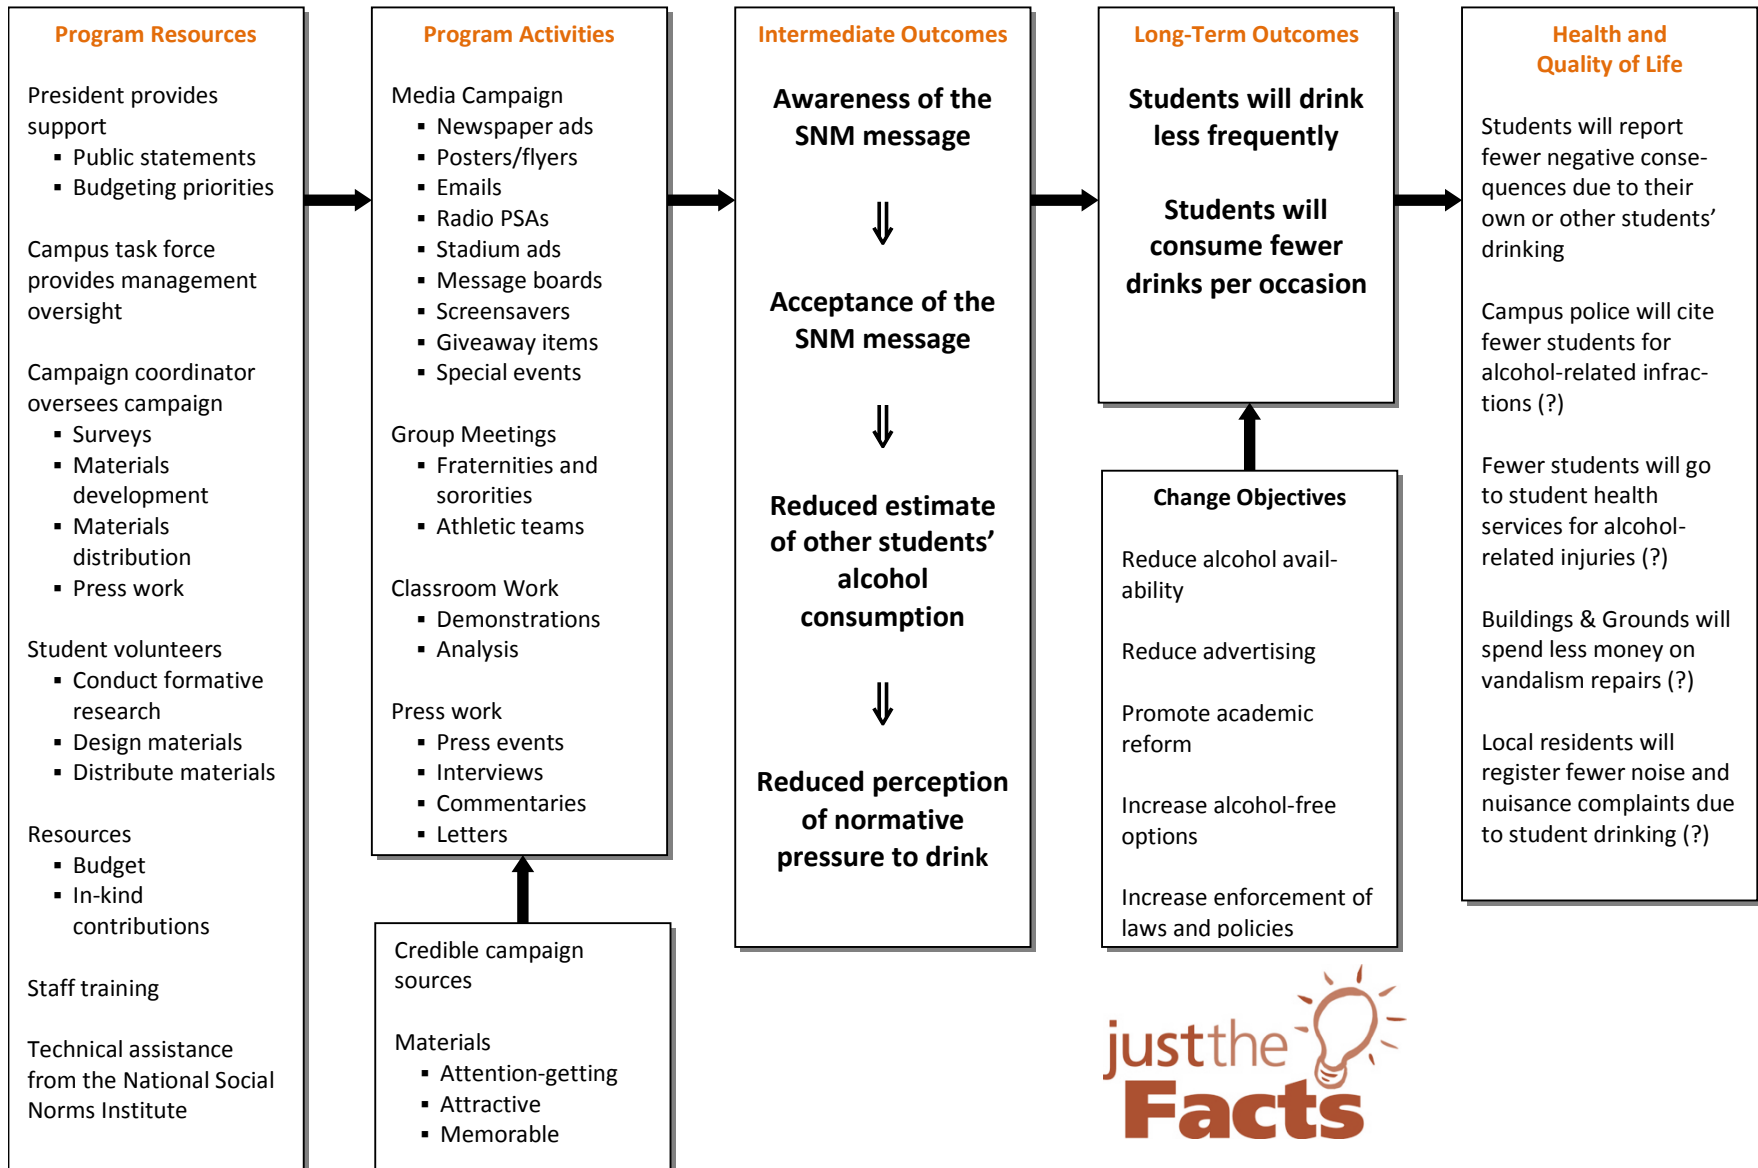 Program Resources
President provides
support
▪ Public statements
▪ Budgeting priorities
Campus task force
provides management
oversight
Campaign coordinator
oversees campaign
▪ Surveys
▪ Materials
development
▪ Materials
distribution
▪ Press work
Student volunteers
▪ Conduct formative
research
▪ Design materials
▪ Distribute materials
Resources
▪ Budget
▪ In-kind
contributions
Staff training
Technical assistance
from the National Social
Norms Institute
Program Activities
Media Campaign
▪ Newspaper ads
▪ Posters/flyers
▪ Emails
▪ Radio PSAs
▪ Stadium ads
▪ Message boards
▪ Screensavers
▪ Giveaway items
▪ Special events
Group Meetings
▪ Fraternities and
sororities
▪ Athletic teams
Classroom Work
▪ Demonstrations
▪ Analysis
Press work
▪ Press events
▪ Interviews
▪ Commentaries
▪ Letters
Credible campaign
sources
Materials
▪ Attention-getting
▪ Attractive
▪ Memorable
Intermediate Outcomes
Awareness of the
SNM message
⇓
Acceptance of the
SNM message
⇓
Reduced estimate
of other students’
alcohol
consumption
⇓
Reduced perception
of normative
pressure to drink
Long-Term Outcomes
Students will drink
less frequently
Students will
consume fewer
drinks per occasion
Change Objectives
Reduce alcohol avail-
ability
Reduce advertising
Promote academic
reform
Increase alcohol-free
options
Increase enforcement of
laws and policies
just the
Facts
Health and
Quality of Life
Students will report
fewer negative conse-
quences due to their
own or other students’
drinking
Campus police will cite
fewer students for
alcohol-related infrac-
tions (?)
Fewer students will go
to student health
services for alcohol-
related injuries (?)
Buildings & Grounds will
spend less money on
vandalism repairs (?)
Local residents will
register fewer noise and
nuisance complaints due
to student drinking (?)